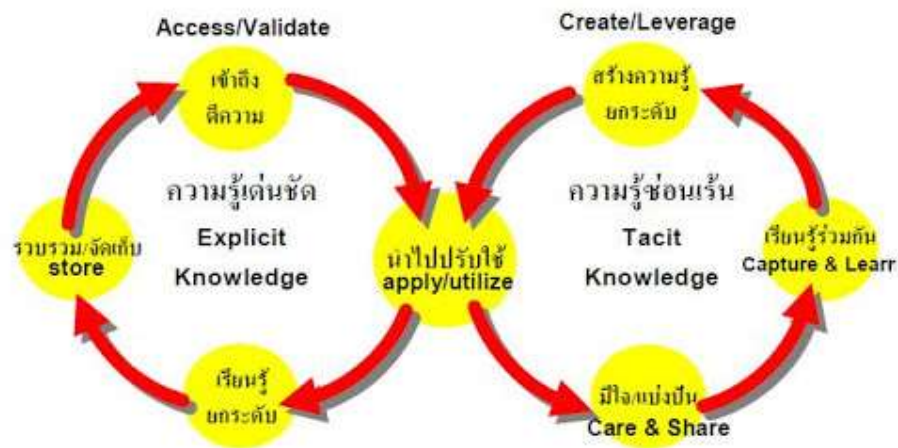 Access/Validate
เข้าถึง
ตีความ
ความรู้เด่นชัด
Explicit
Knowledge
รวบรวม/จัดเก็บ
store
เรียนรู้
ยกระดับ
นำไปปรับใช้
apply/utilize
Create/Leverage
สร้างความรู้
ยกระดับ
ความรู้ซ่อนเร้น
Tacit
Knowledge
เรียนรู้ร่วมกัน
Capture & Learr
มีใจ/แบ่งปัน
Care & Share